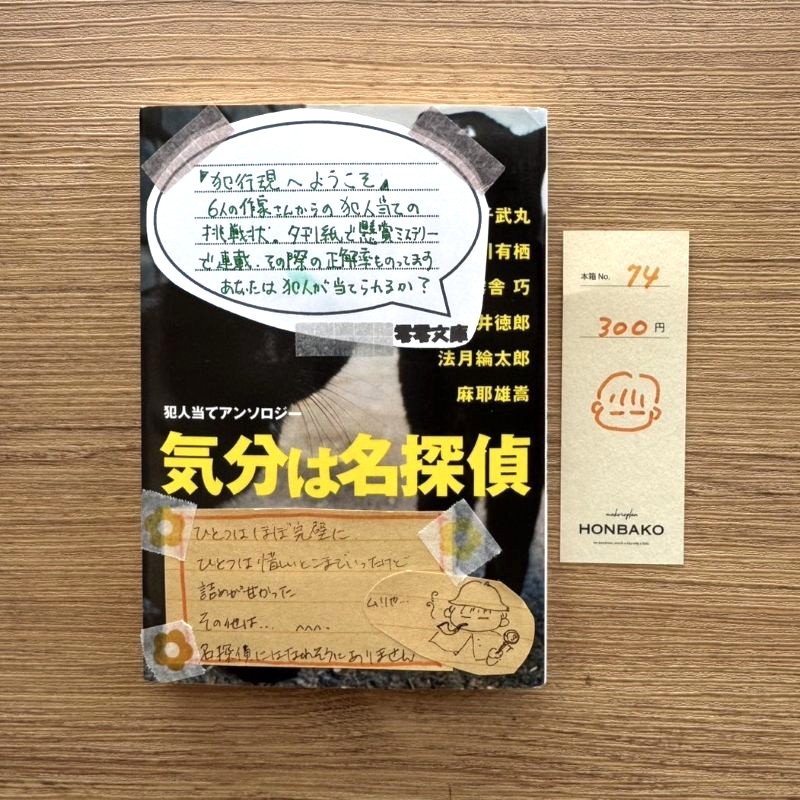 『犯行現へようこそ』
6人の作家さんからの犯人当ての
挑戦状。夕刊紙で懸賞ミステリー
で連載。その際の正解率ものってます
あなたは犯人が当てられるか?
零零文庫
武丸
有栖
舎 巧
井徳郎
法月綸太郎
麻耶雄嵩
犯人当てアンソロジー
気分は名探偵
ひとつはほぼ完璧に
ひとつは惜しいとこまでいったけど
詰めが甘かった
その他は…
名探偵にはなれそうにありません
ムリや…
本箱 No. 74
300 円
HONBAKO